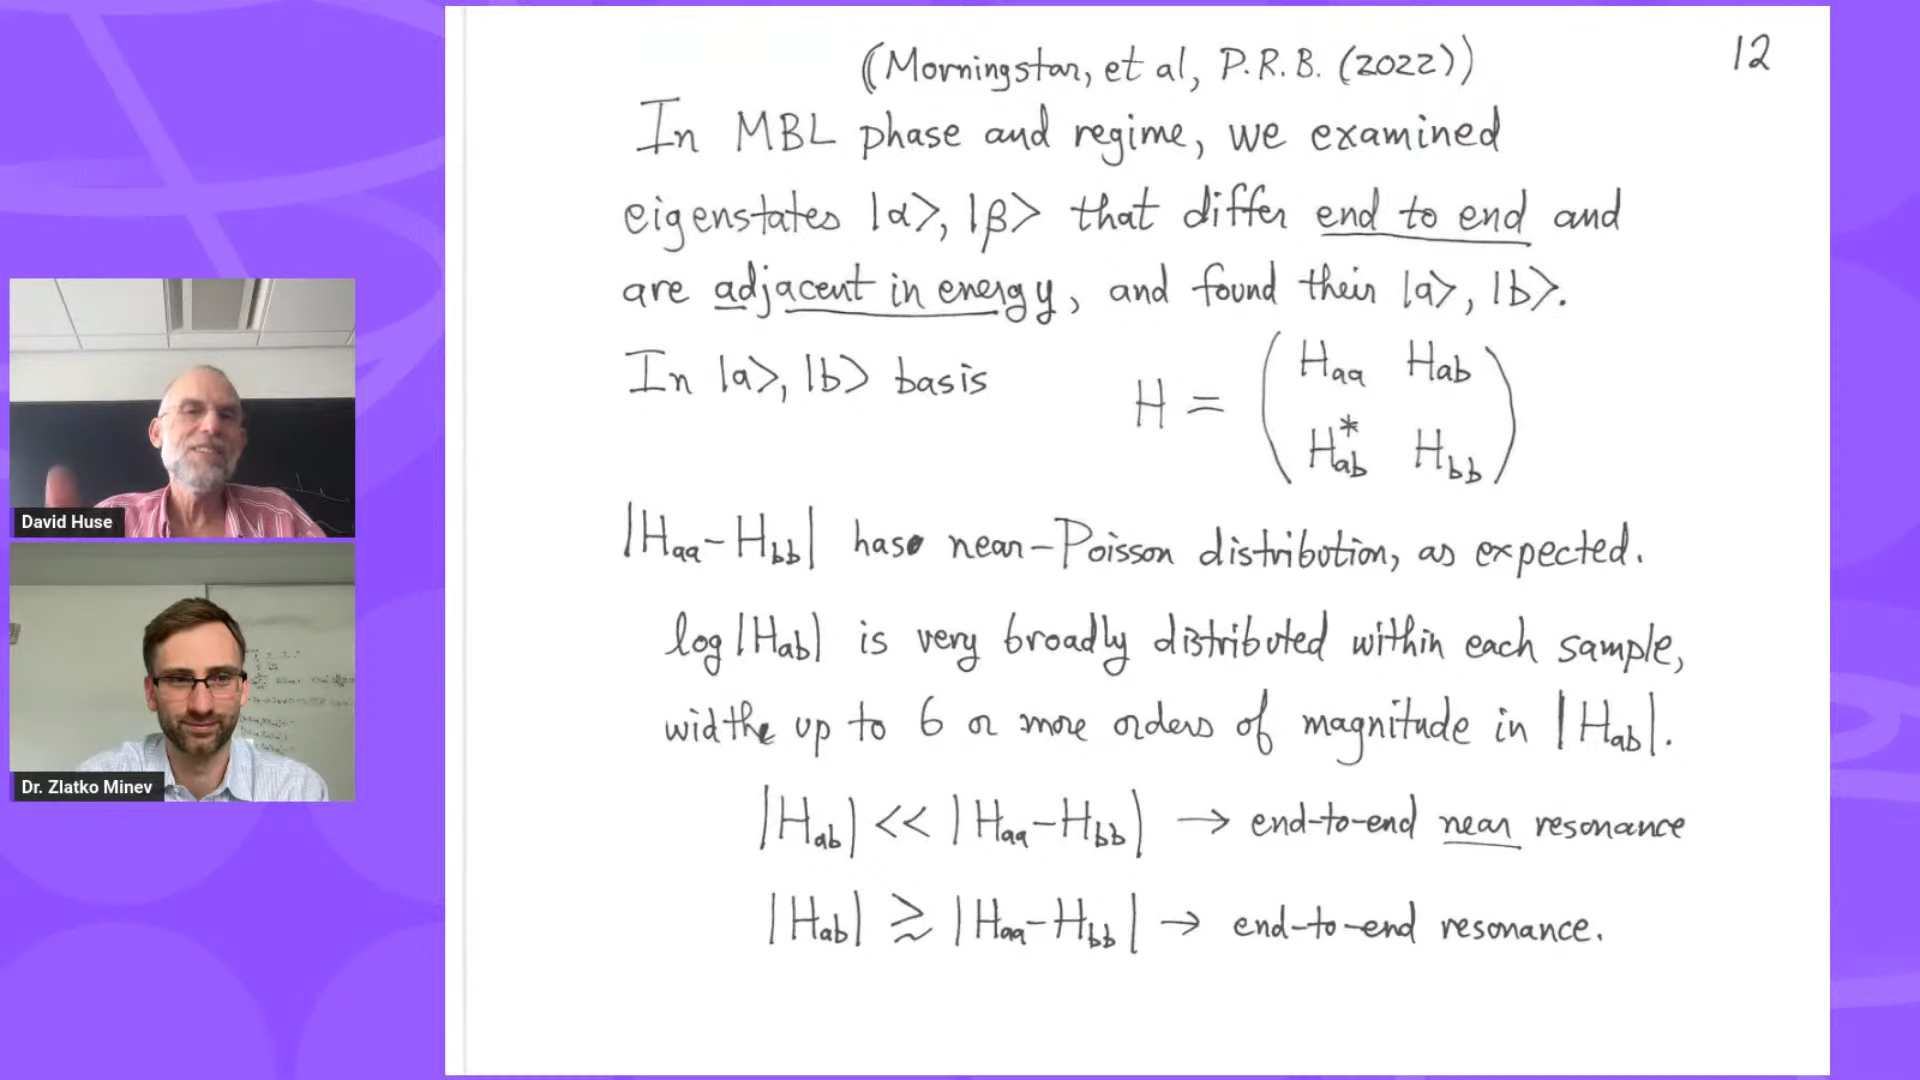 ((Morningstar, et al, P.R.B. (2022)) 12
In MBL phase and regime, we examined
eigenstates |α>, |β> that differ end to end and
are adjacent in energy, and found their |a>, |b>.
In |a>, |b> basis H = ( Haa Hab
H*ab Hbb )
|Haa-Hbb| has near-Poisson distribution, as expected.
log|Hab| is very broadly distributed within each sample,
width up to 6 or more orders of magnitude in |Hab|.
|Hab| << |Haa-Hbb| → end-to-end near resonance
|Hab| ≳ |Haa-Hbb| → end-to-end resonance.
David Huse
Dr. Zlatko Minev